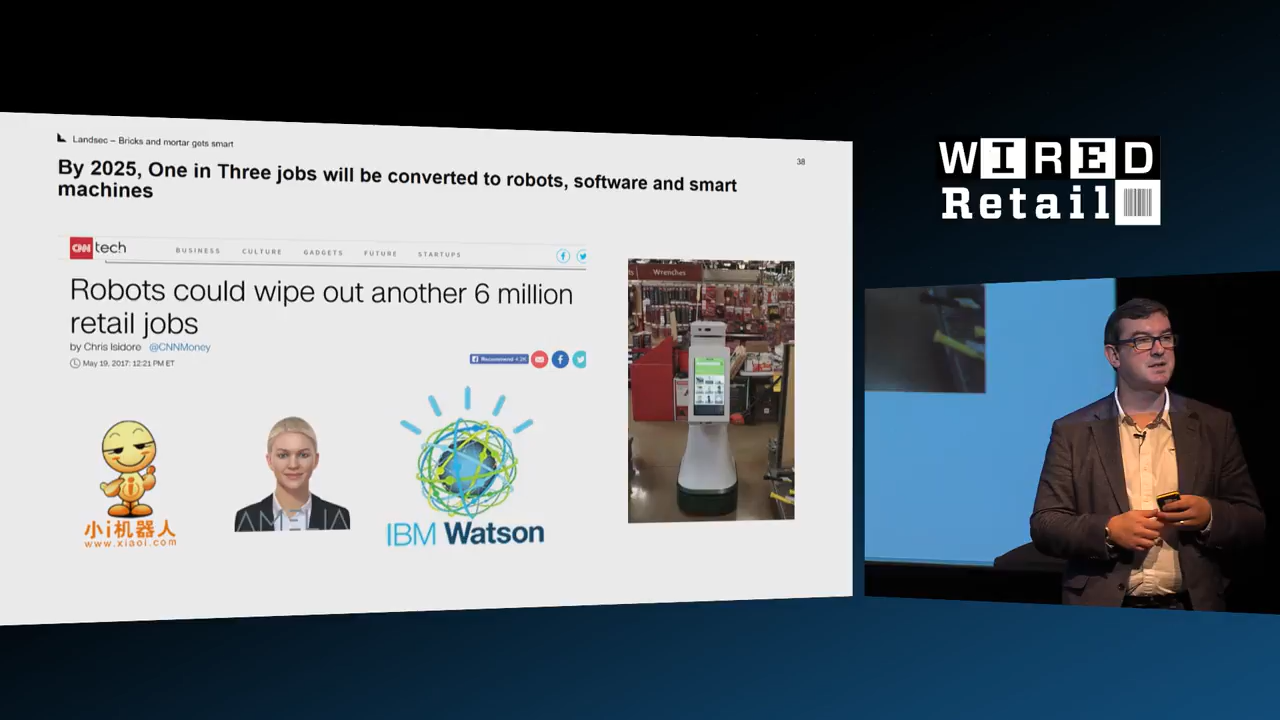 Landsec – Bricks and mortar gets smart
38
By 2025, One in Three jobs will be converted to robots, software and smart
machines
CNN tech
BUSINESS CULTURE GADGETS FUTURE STARTUPS
Robots could wipe out another 6 million
retail jobs
by Chris Isidore @CNNMoney
May 19, 2017: 12:21 PM ET
Recommend
Wrenches
小i机器人
www.xiaoi.com
AMELIA
IBM Watson
WIRED
Retail